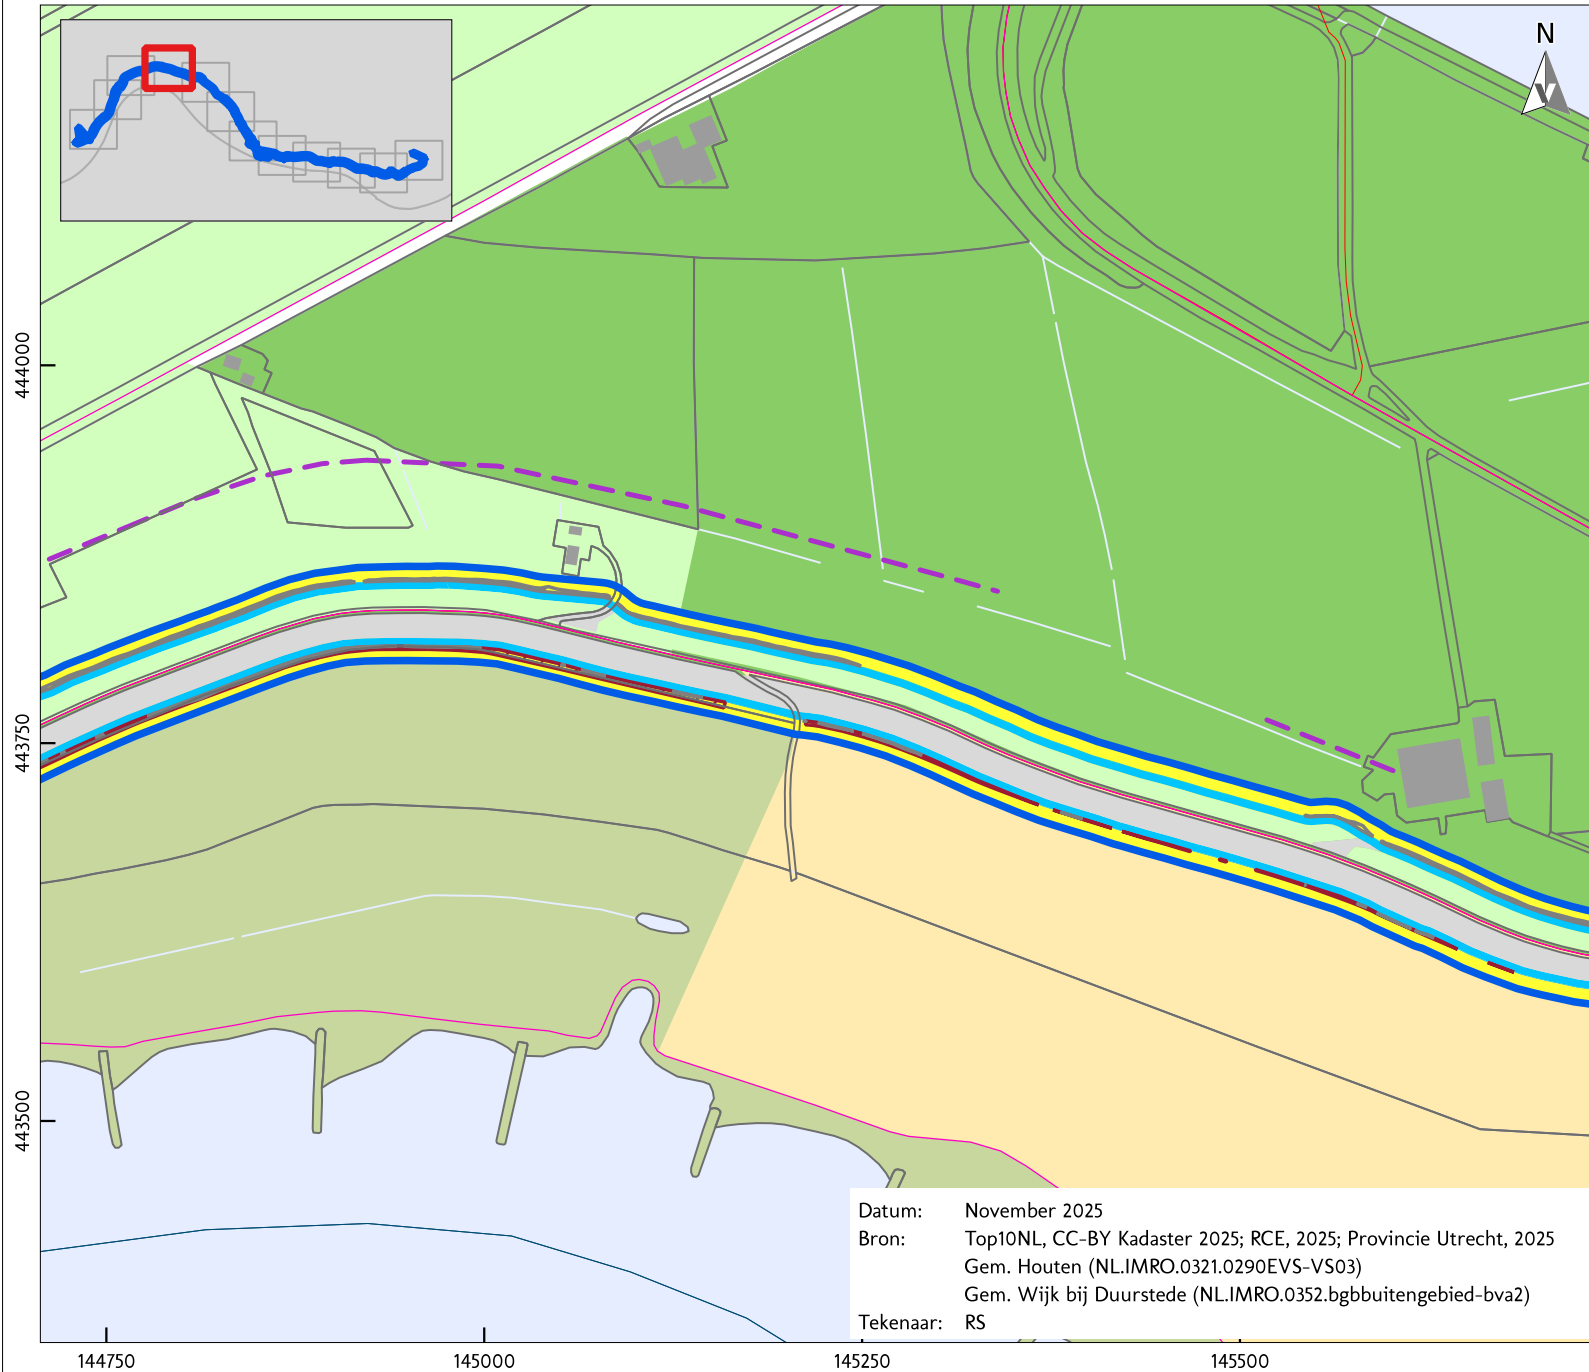 N
444000
443750
443500
Datum: November 2025
Bron: Top10NL, CC-BY Kadaster 2025; RCE, 2025; Provincie Utrecht, 2025
Gem. Houten (NL.IMRO.0321.0290EVS-VS03)
Gem. Wijk bij Duurstede (NL.IMRO.0352.bgbbuitengebied-bva2)
Tekenaar: RS
144750 145000 145250 145500